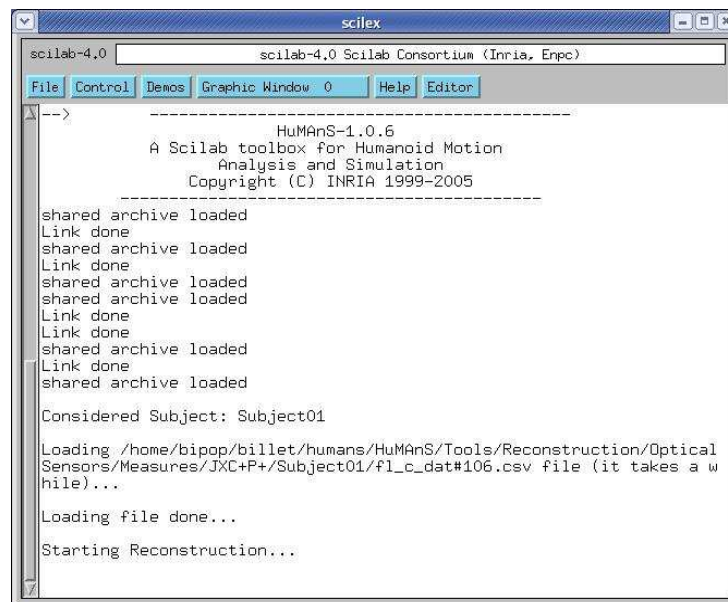 scilex
scilab-4.0 scilab-4.0 Scilab Consortium (Inria, Enpc)
File Control Demos Graphic Window 0 Help Editor
--> --------------------------------------------
HuMAnS-1.0.6
A Scilab toolbox for Humanoid Motion
Analysis and Simulation
Copyright (C) INRIA 1999-2005
--------------------------------------------
shared archive loaded
Link done
shared archive loaded
Link done
shared archive loaded
shared archive loaded
Link done
Link done
shared archive loaded
Link done
shared archive loaded
Considered Subject: Subject01
Loading /home/bipop/billet/humans/HuMAnS/Tools/Reconstruction/Optical
Sensors/Measures/JXC+P+/Subject01/fl_c_dat#106.csv file (it takes a w
hile)...
Loading file done...
Starting Reconstruction...